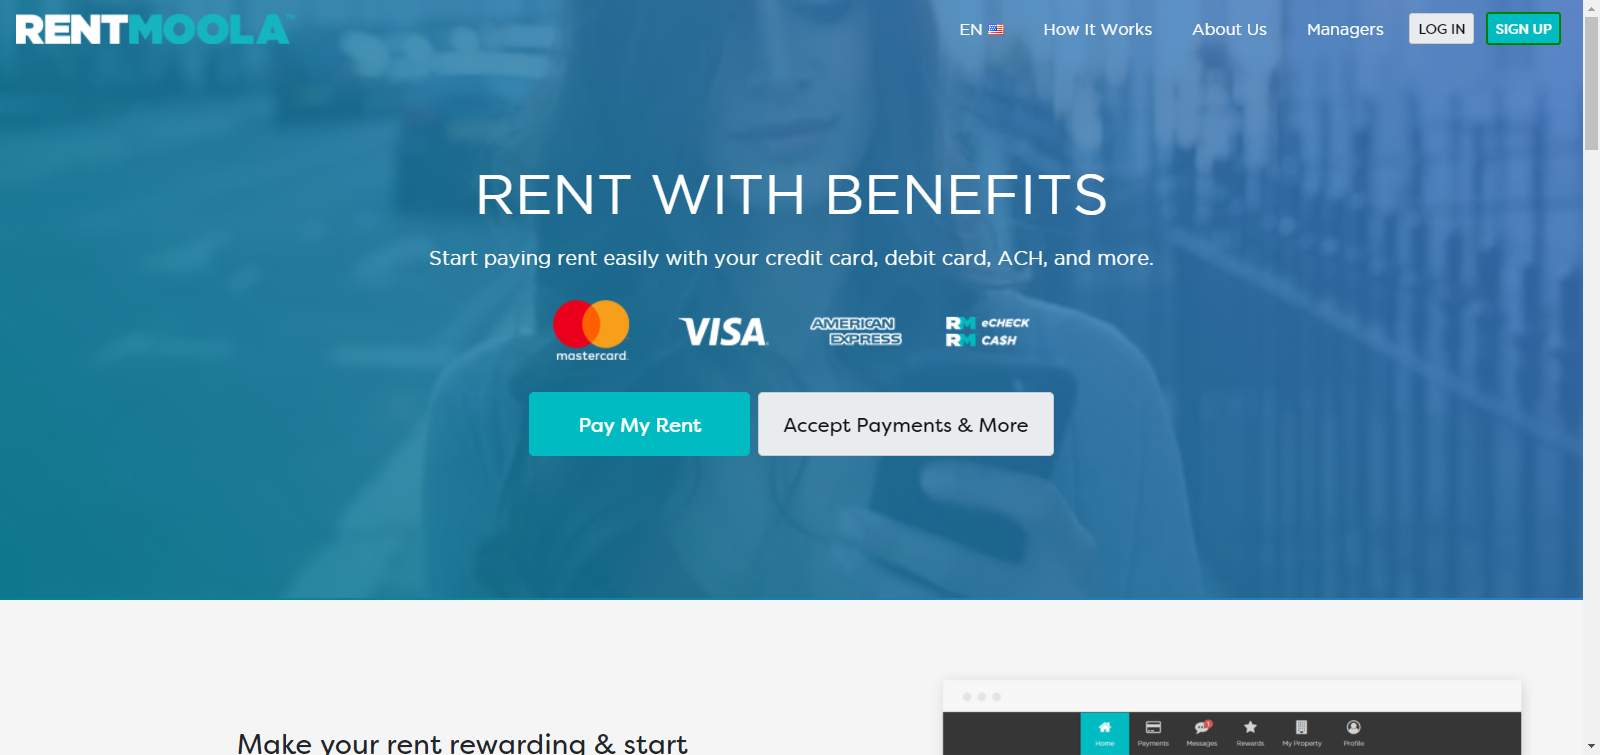 RENTMOOLA™
EN
How It Works
About Us
Managers
LOG IN
SIGN UP
RENT WITH BENEFITS
Start paying rent easily with your credit card, debit card, ACH, and more.
mastercard.
VISA
AMERICAN
EXPRESS
RM eCHECK
RM CA$H
Pay My Rent
Accept Payments & More
Make your rent rewarding & start
1
Home
Payments
Messages
Rewards
My Property
Profile